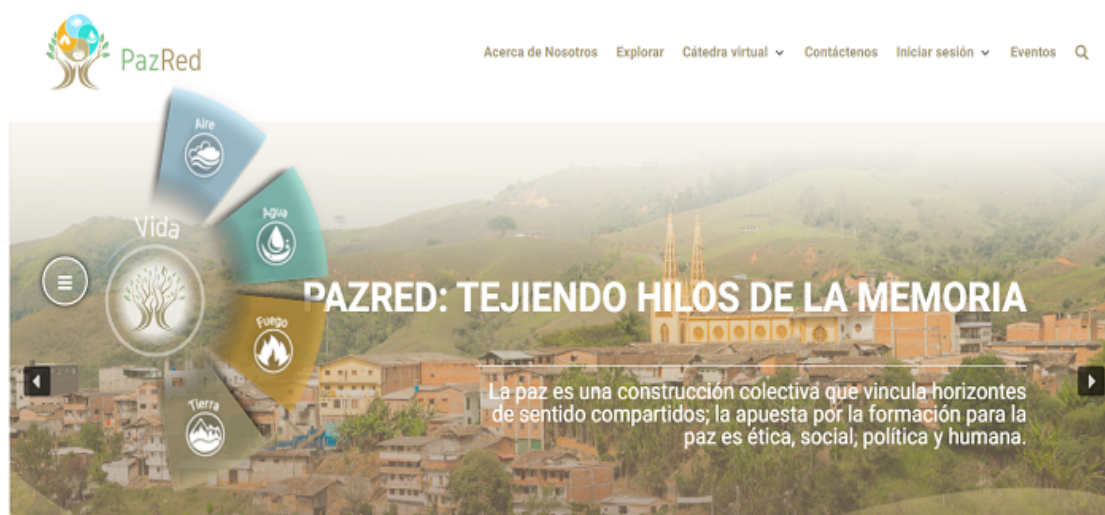 PazRed
Acerca de Nosotros Explorar Cátedra virtual Contáctenos Iniciar sesión Eventos
Aire
Agua
Vida
Fuego
Tierra
PAZRED: TEJIENDO HILOS DE LA MEMORIA
La paz es una construcción colectiva que vincula horizontes
de sentido compartidos; la apuesta por la formación para la
paz es ética, social, política y humana.